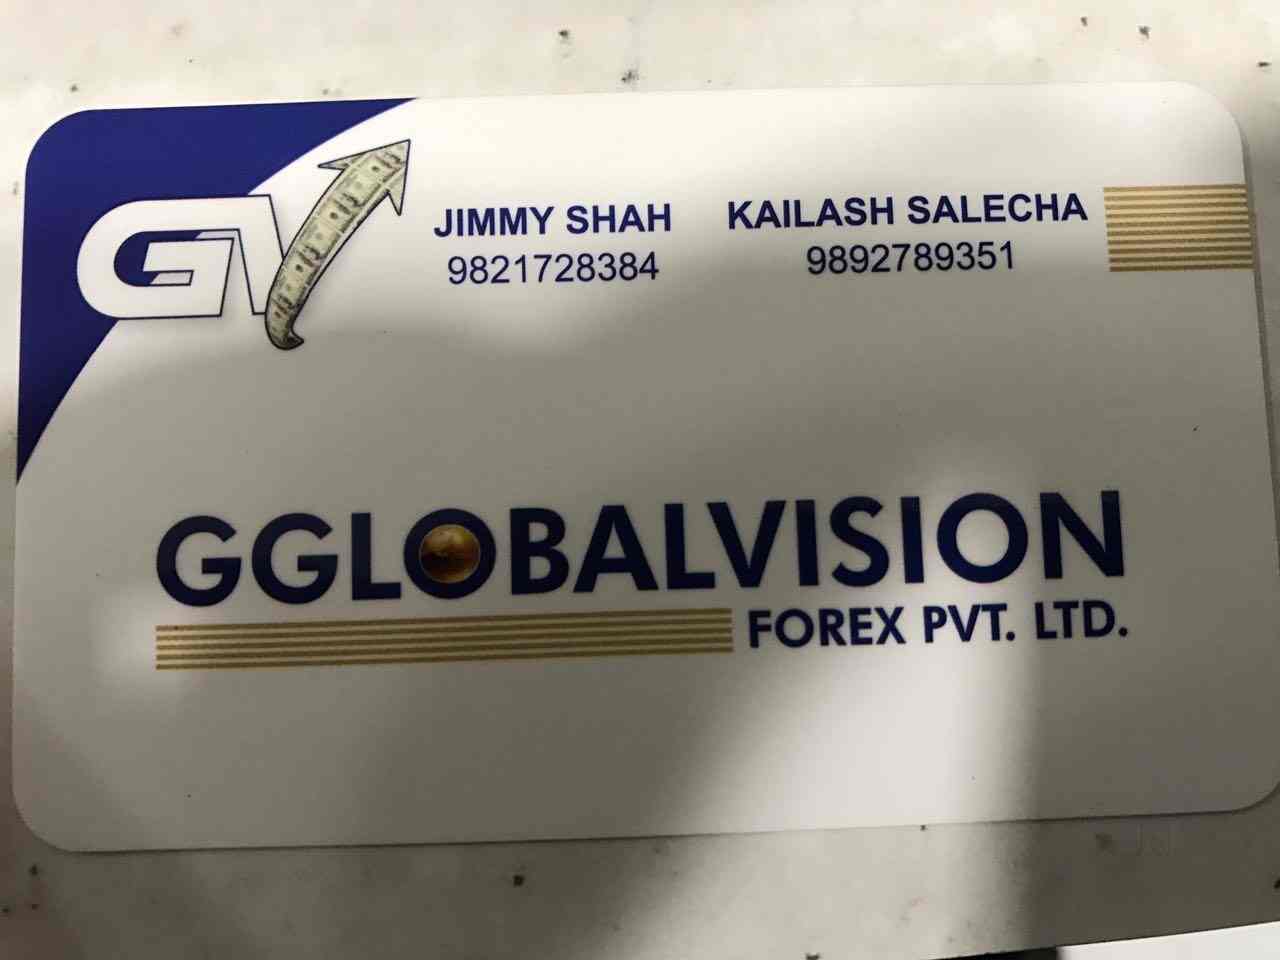 GV
JIMMY SHAH
9821728384
KAILASH SALECHA
9892789351
GGLOBALVISION
FOREX PVT. LTD.